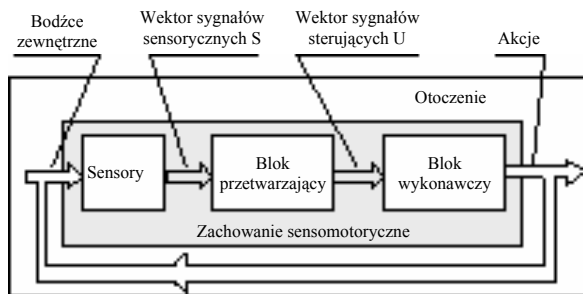 Bodźce
zewnętrzne
Wektor sygnałów
sensorycznych S
Wektor sygnałów
sterujących U
Akcje
Otoczenie
Sensory
Blok
przetwarzający
Blok
wykonawczy
Zachowanie sensomotoryczne